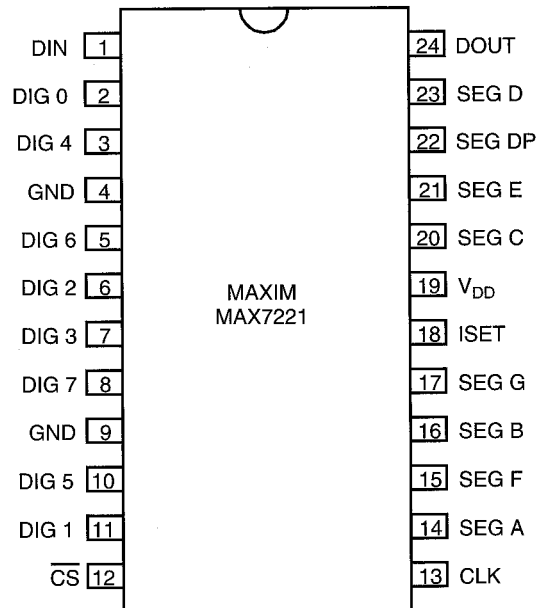 DIN 1
DIG 0 2
DIG 4 3
GND 4
DIG 6 5
DIG 2 6
DIG 3 7
DIG 7 8
GND 9
DIG 5 10
DIG 1 11
C̅S̅ 12
MAXIM
MAX7221
24 DOUT
23 SEG D
22 SEG DP
21 SEG E
20 SEG C
19 VDD
18 ISET
17 SEG G
16 SEG B
15 SEG F
14 SEG A
13 CLK